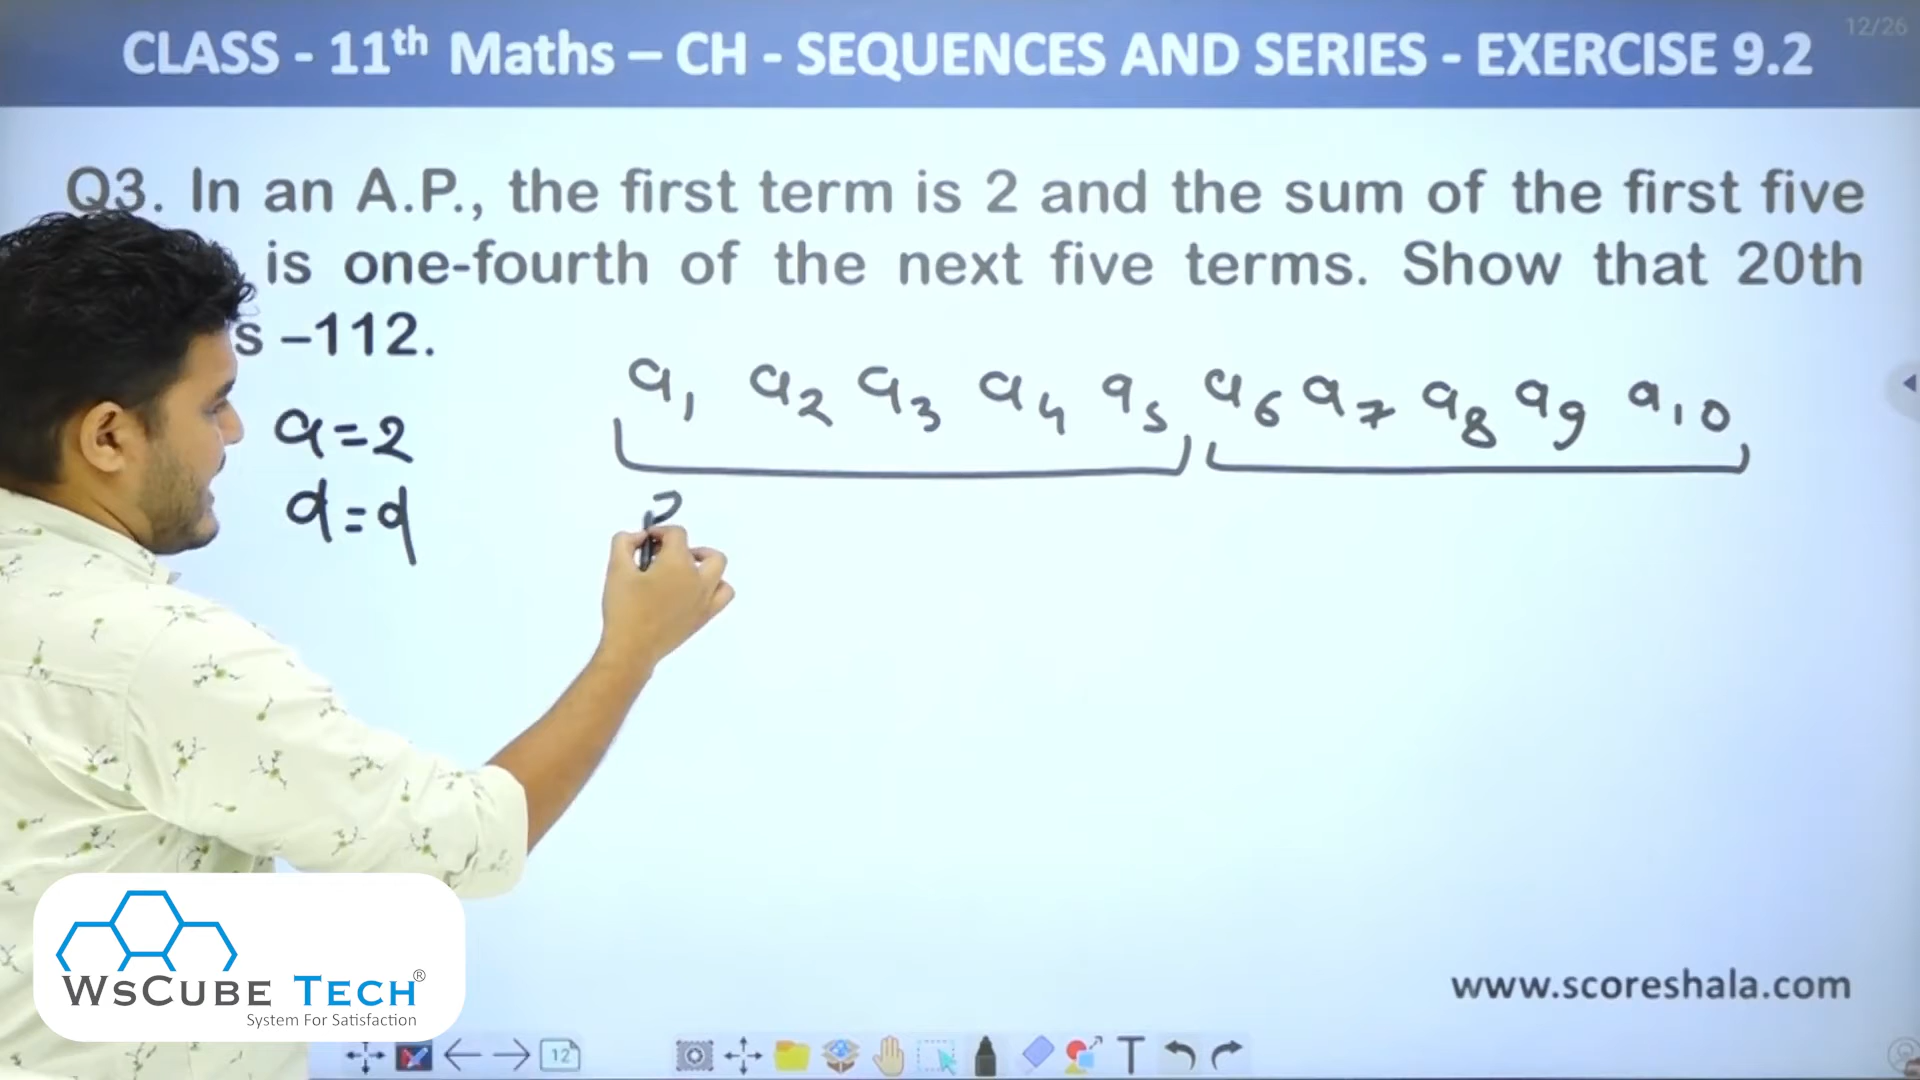 12/26
CLASS - 11th Maths – CH - SEQUENCES AND SERIES - EXERCISE 9.2
Q3. In an A.P., the first term is 2 and the sum of the first five
is one-fourth of the next five terms. Show that 20th
s –112.
a₁ a₂ a₃ a₄ a₅ a₆ a₇ a₈ a₉ a₁₀
a=2
d=d
WSCUBE TECH®
System For Satisfaction
www.scoreshala.com
12
T